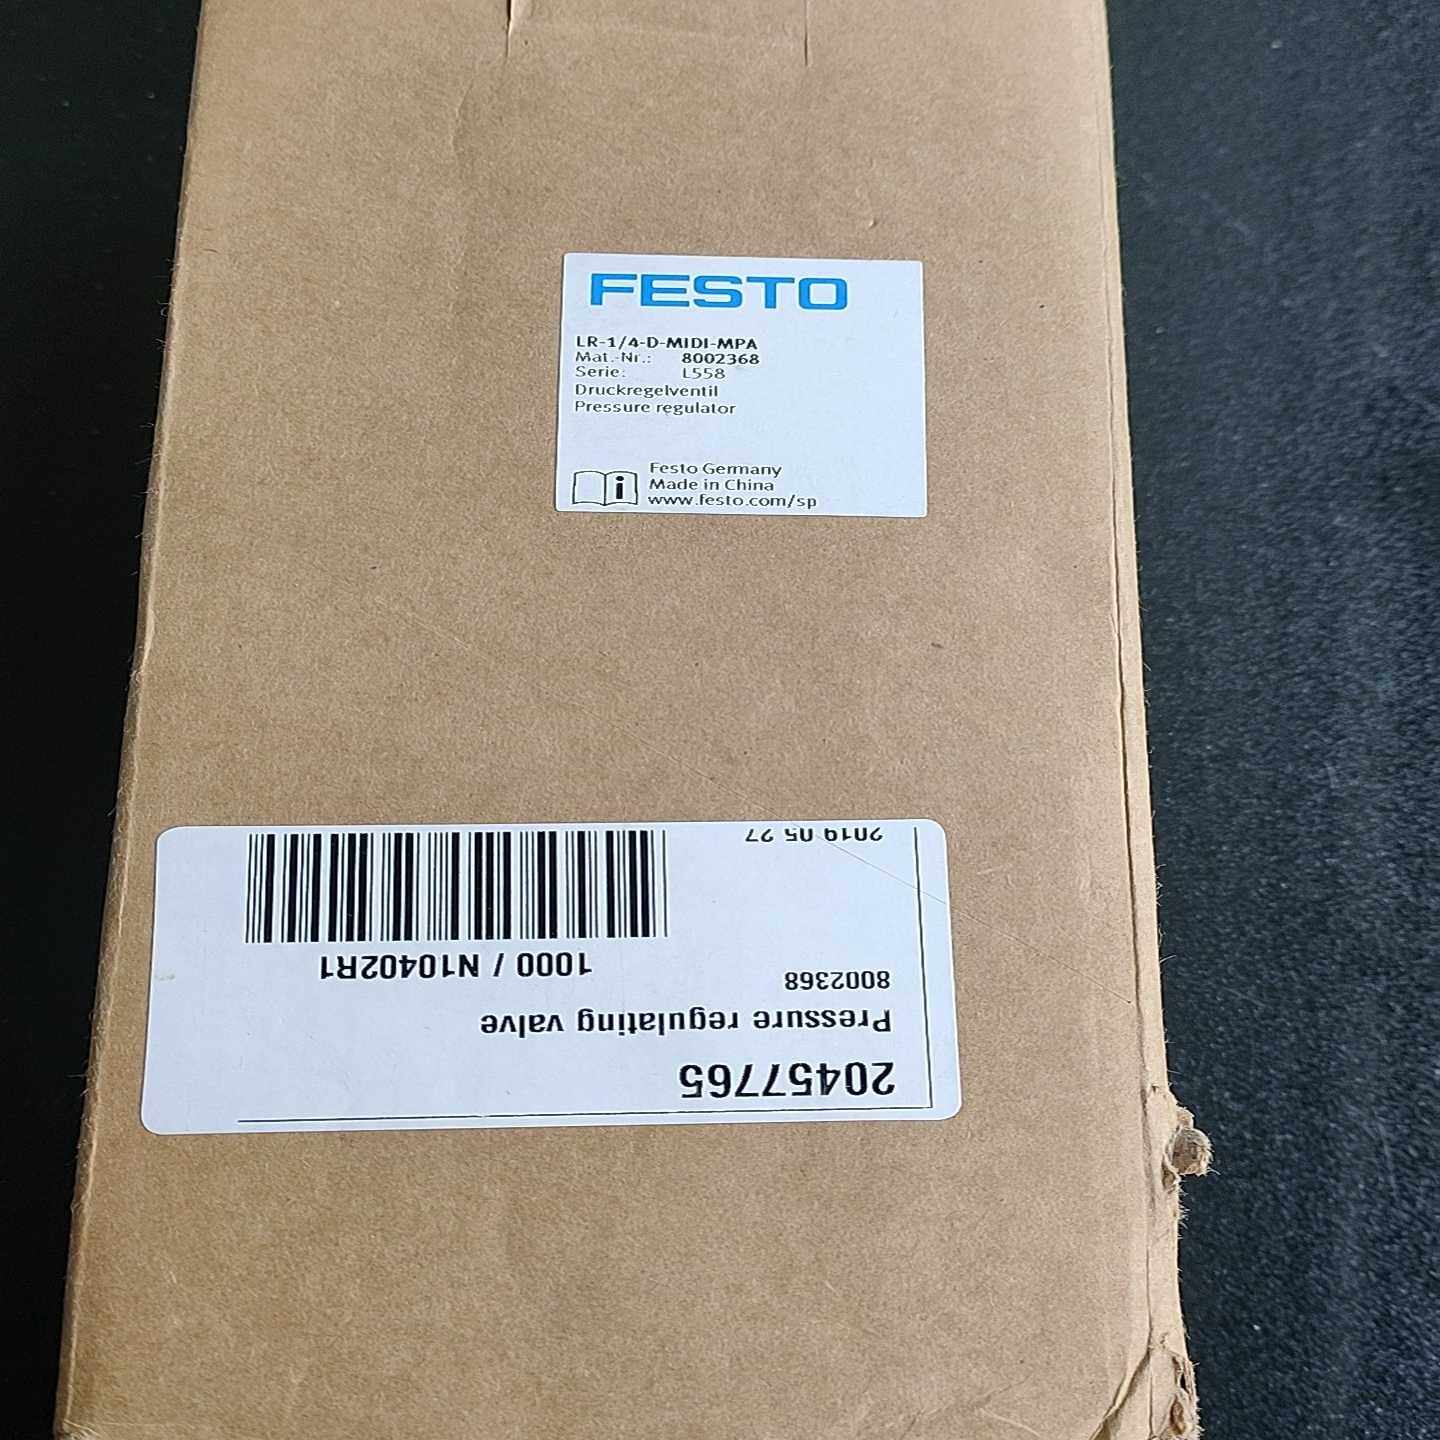 FESTO
LR-1/4-D-MIDI-MPA
Mat.-Nr.: 8002368
Serie: L558
Druckregelventil
Pressure regulator
i
Festo Germany
Made in China
www.festo.com/sp
20457765
Pressure regulating valve
8002368
1000 / N10402R1
2019 05 27